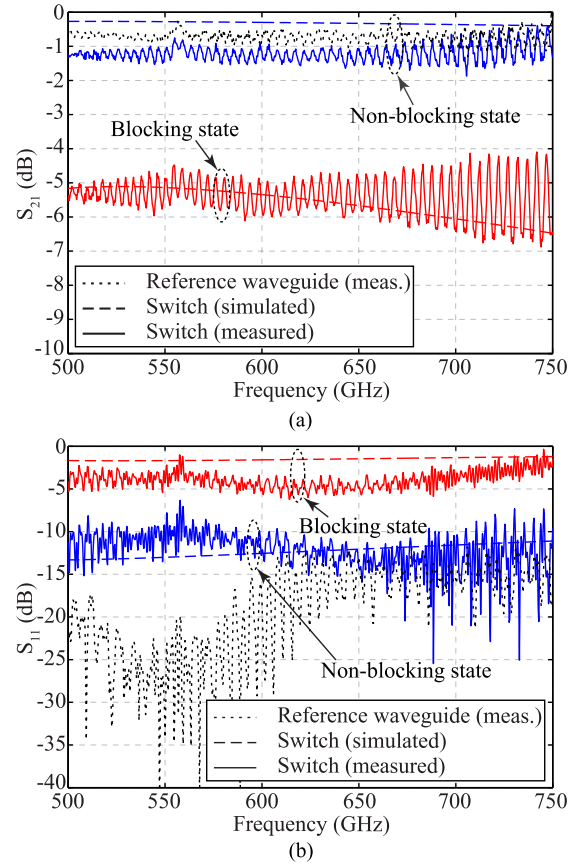 (a)
0
-1
-2
-3
-4
-5
-6
-7
-8
-9
-10
S21 (dB)
Non-blocking state
Blocking state
Reference waveguide (meas.)
Switch (simulated)
Switch (measured)
500 550 600 650 700 750
Frequency (GHz)
(a)
0
-5
-10
-15
-20
-25
-30
-35
-40
S11 (dB)
Blocking state
Non-blocking state
Reference waveguide (meas.)
Switch (simulated)
Switch (measured)
500 550 600 650 700 750
Frequency (GHz)
(b)